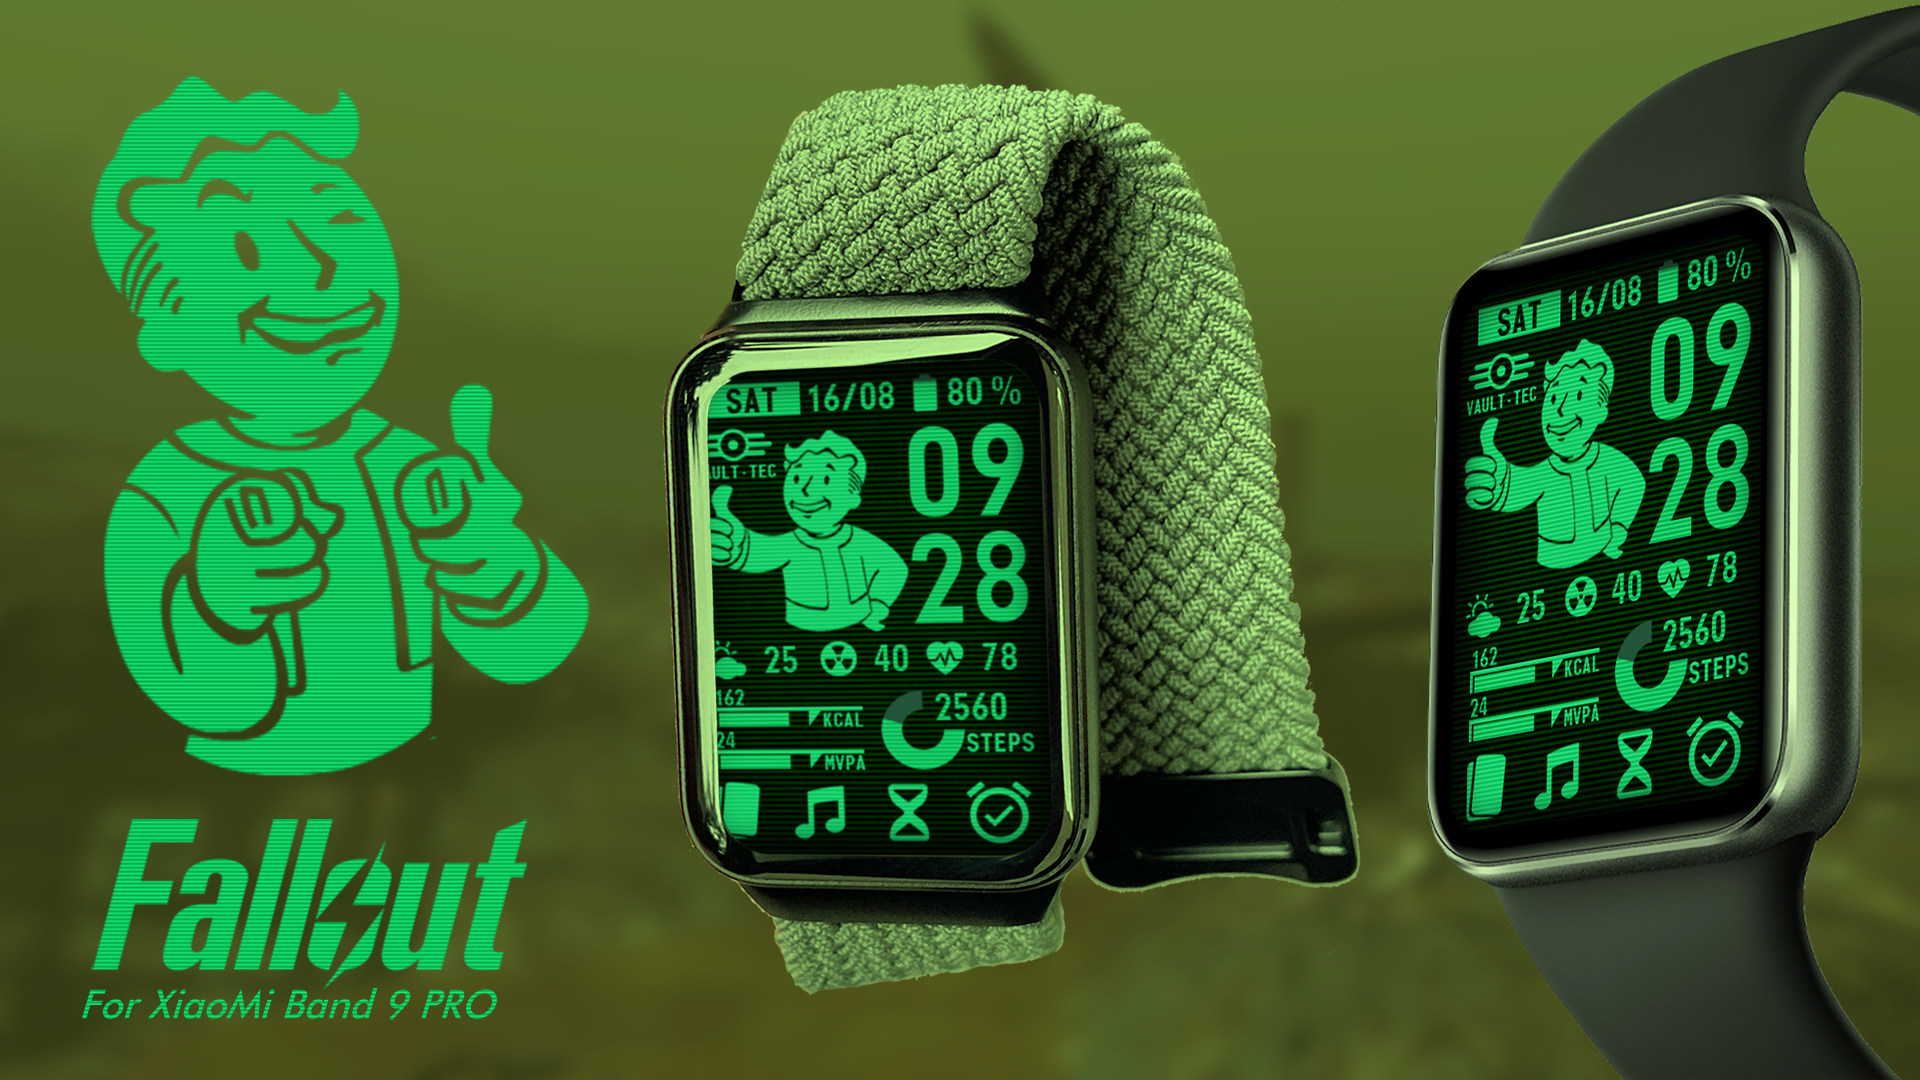 Fallout
For XiaoMi Band 9 PRO
SAT 16/08 80 %
ULT-TEC
09
28
25 40 78
162
KCAL
2560
STEPS
24
MVPA
SAT 16/08 80 %
VAULT-TEC
09
28
25 40 78
162
KCAL
2560
STEPS
24
MVPA